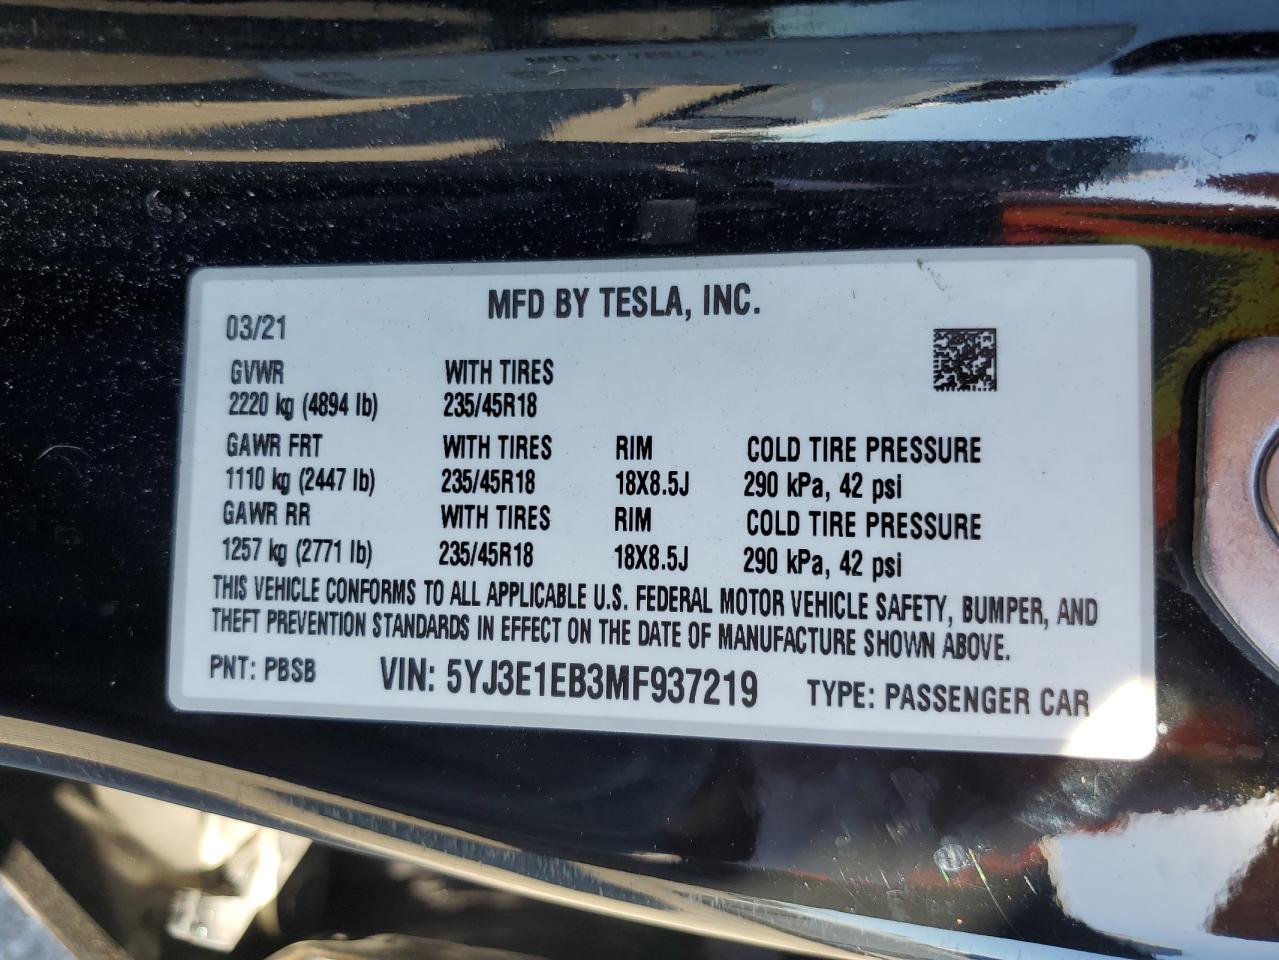 MFD BY TESLA, INC.
MFD BY TESLA, INC.
03/21
GVWR WITH TIRES
2220 kg (4894 lb) 235/45R18
GAWR FRT WITH TIRES RIM COLD TIRE PRESSURE
1110 kg (2447 lb) 235/45R18 18X8.5J 290 kPa, 42 psi
GAWR RR WITH TIRES RIM COLD TIRE PRESSURE
1257 kg (2771 lb) 235/45R18 18X8.5J 290 kPa, 42 psi
THIS VEHICLE CONFORMS TO ALL APPLICABLE U.S. FEDERAL MOTOR VEHICLE SAFETY, BUMPER, AND
THEFT PREVENTION STANDARDS IN EFFECT ON THE DATE OF MANUFACTURE SHOWN ABOVE.
PNT: PBSB VIN: 5YJ3E1EB3MF937219 TYPE: PASSENGER CAR